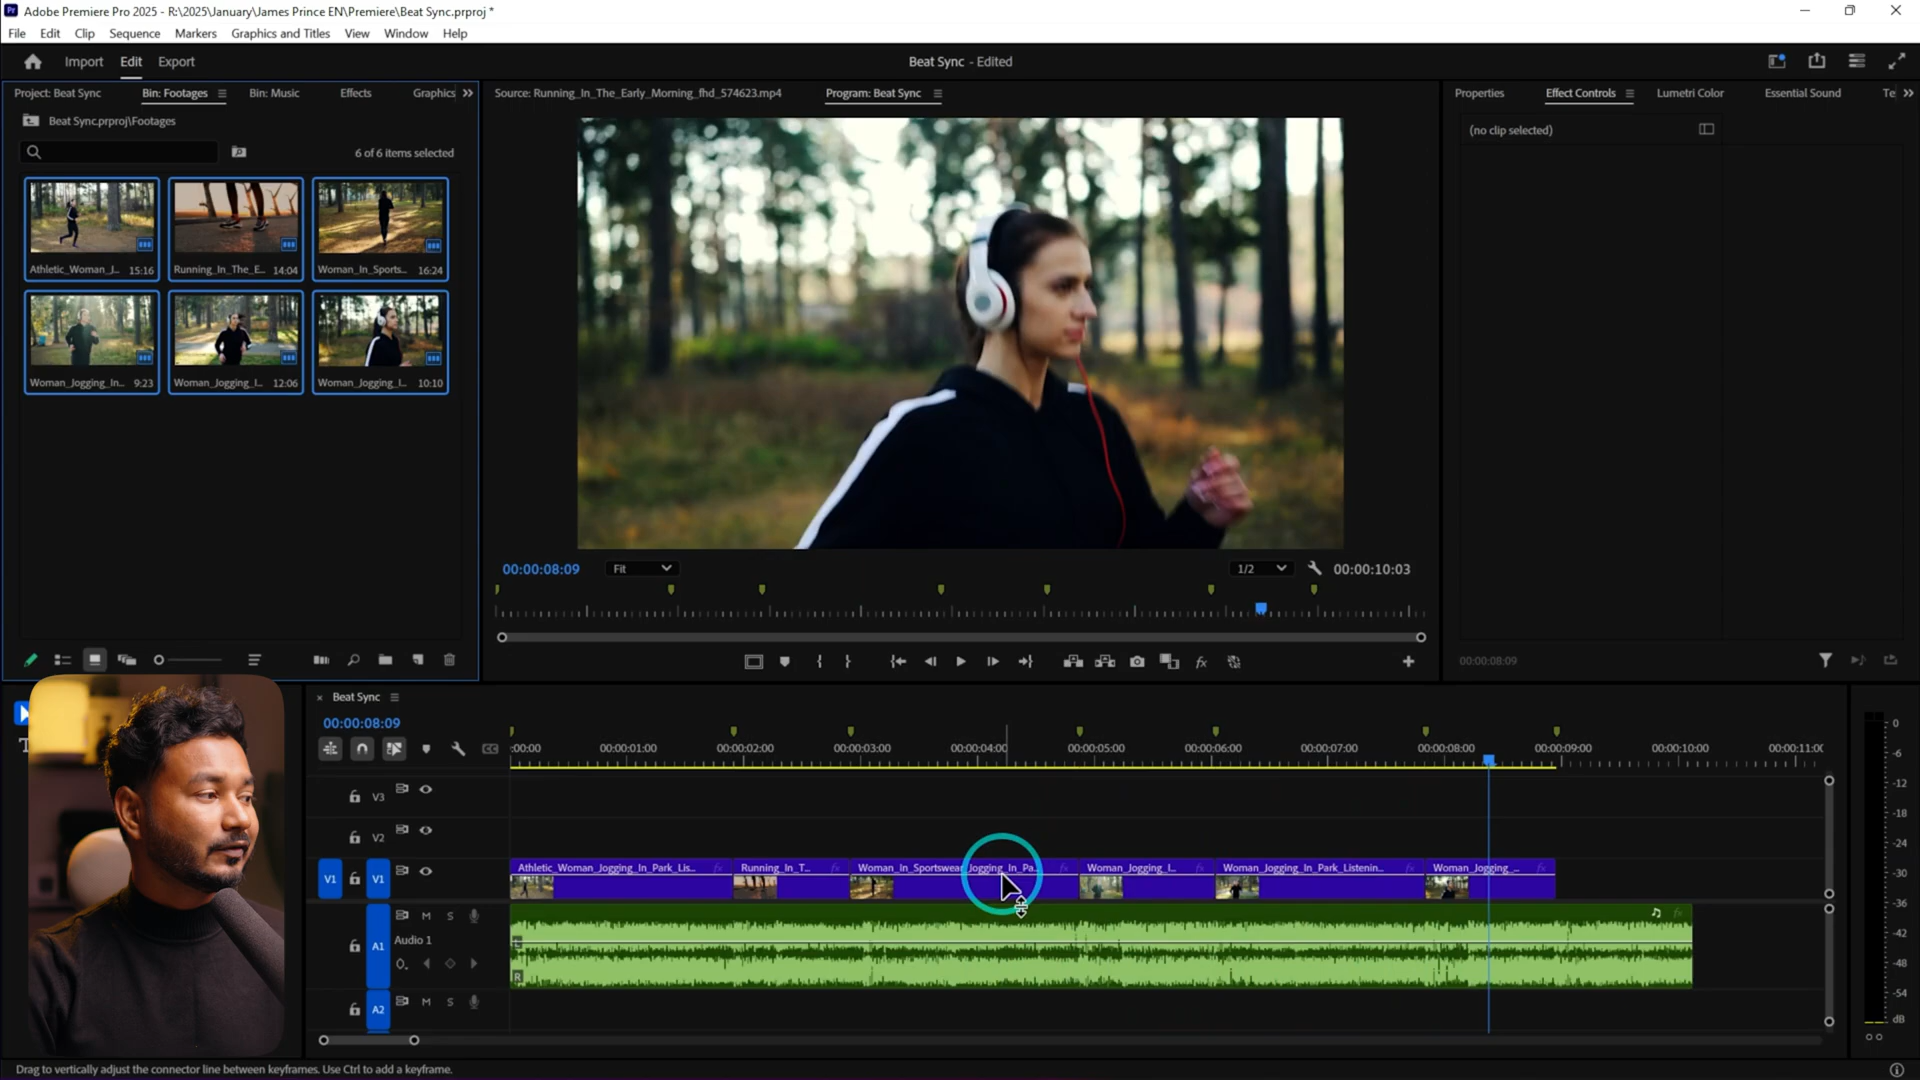 Adobe Premiere Pro 2025 - R:\2025\January\James Prince EN\Premiere\Beat Sync.prproj *
File Edit Clip Sequence Markers Graphics and Titles View Window Help
Import Edit Export
Beat Sync - Edited
Project: Beat Sync Bin: Footages Bin: Music Effects Graphics
Source: Running_In_The_Early_Morning_fhd_574623.mp4 Program: Beat Sync
Properties Effect Controls Lumetri Color Essential Sound Te
Beat Sync.prproj\Footages
(no clip selected)
6 of 6 items selected
Athletic_Woman_J... 15:16 Running_In_The_E... 14:04 Woman_In_Sports... 16:24
Woman_Jogging_In... 9:23 Woman_Jogging_I... 12:06 Woman_Jogging_I... 10:10
00:00:08:09 Fit 1/2 00:00:10:03
00:00:08:09
Beat Sync
00:00:08:09
:00:00 00:00:01:00 00:00:02:00 00:00:03:00 00:00:04:00 00:00:05:00 00:00:06:00 00:00:07:00 00:00:08:00 00:00:09:00 00:00:10:00 00:00:11:00
V3
V2
V1 V1
Athletic_Woman_Jogging_In_Park_Lis... fx Running_In_T... fx Woman_In_Sportswear_Jogging_In_Pa... fx Woman_Jogging_I... fx Woman_Jogging_In_Park_Listenin... fx Woman_Jogging_... fx
M S
A1 Audio 1
L
R
A2 M S
0
-6
-12
-18
-24
-30
-36
-42
-48
-54
dB
Drag to vertically adjust the connector line between keyframes. Use Ctrl to add a keyframe.